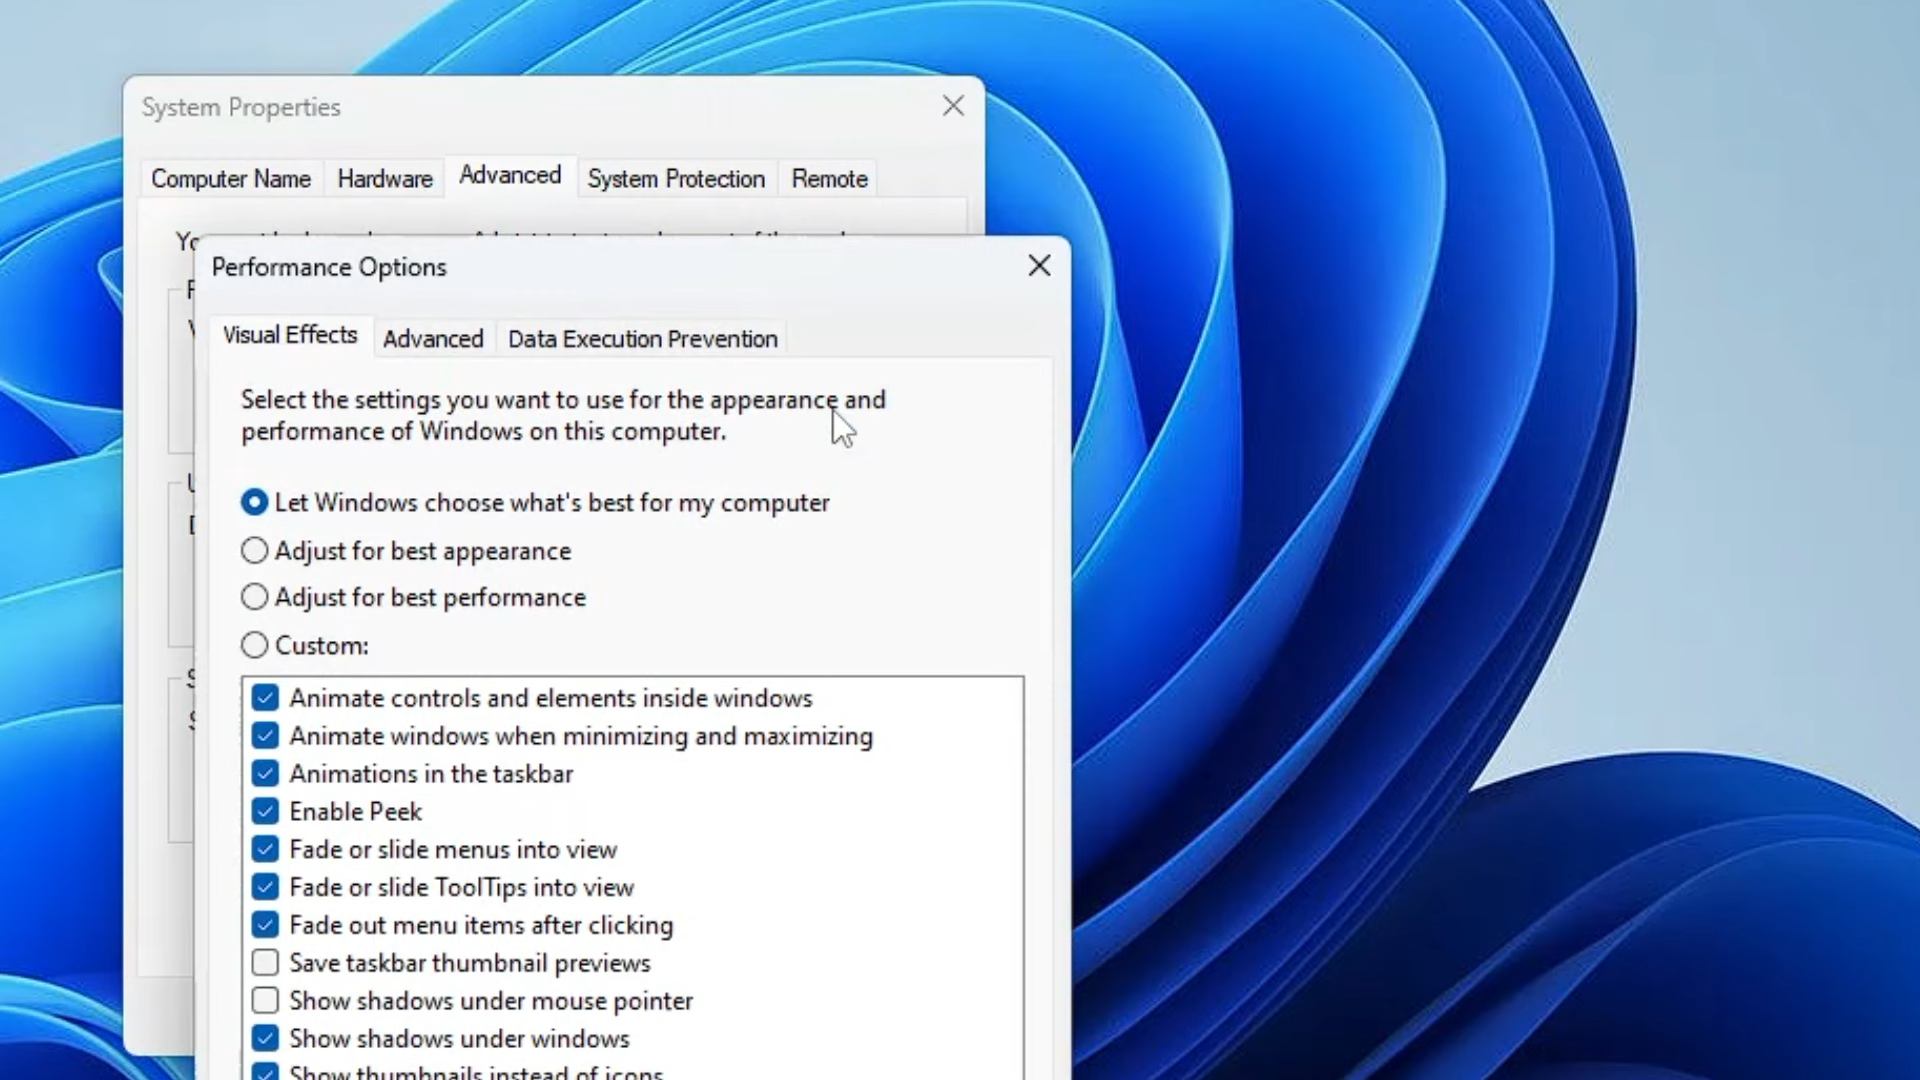 System Properties
Computer Name
Hardware
Advanced
System Protection
Remote
Performance Options
Visual Effects
Advanced
Data Execution Prevention
Select the settings you want to use for the appearance and
performance of Windows on this computer.
Let Windows choose what's best for my computer
Adjust for best appearance
Adjust for best performance
Custom:
Animate controls and elements inside windows
Animate windows when minimizing and maximizing
Animations in the taskbar
Enable Peek
Fade or slide menus into view
Fade or slide ToolTips into view
Fade out menu items after clicking
Save taskbar thumbnail previews
Show shadows under mouse pointer
Show shadows under windows
Show thumbnails instead of icons